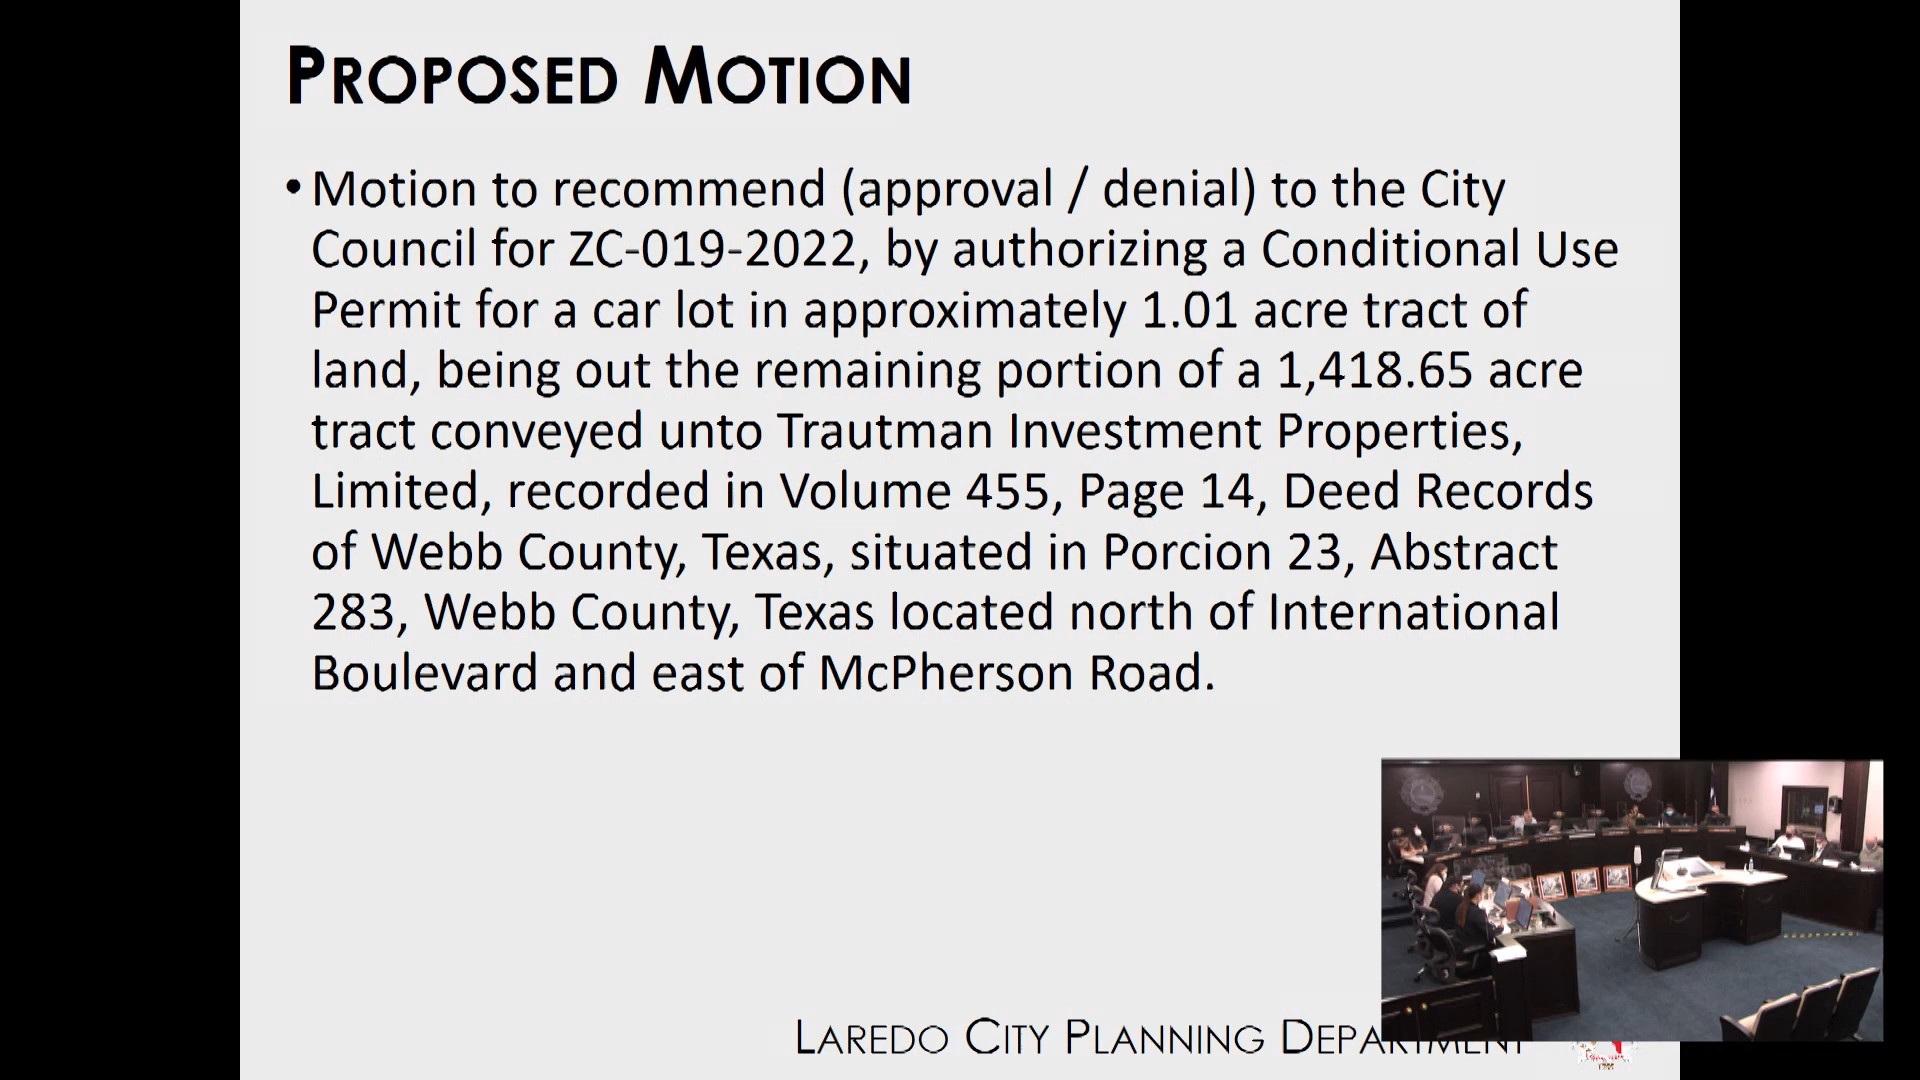 PROPOSED MOTION
• Motion to recommend (approval / denial) to the City
Council for ZC-019-2022, by authorizing a Conditional Use
Permit for a car lot in approximately 1.01 acre tract of
land, being out the remaining portion of a 1,418.65 acre
tract conveyed unto Trautman Investment Properties,
Limited, recorded in Volume 455, Page 14, Deed Records
of Webb County, Texas, situated in Porcion 23, Abstract
283, Webb County, Texas located north of International
Boulevard and east of McPherson Road.
LAREDO CITY PLANNING DEPARTMENT